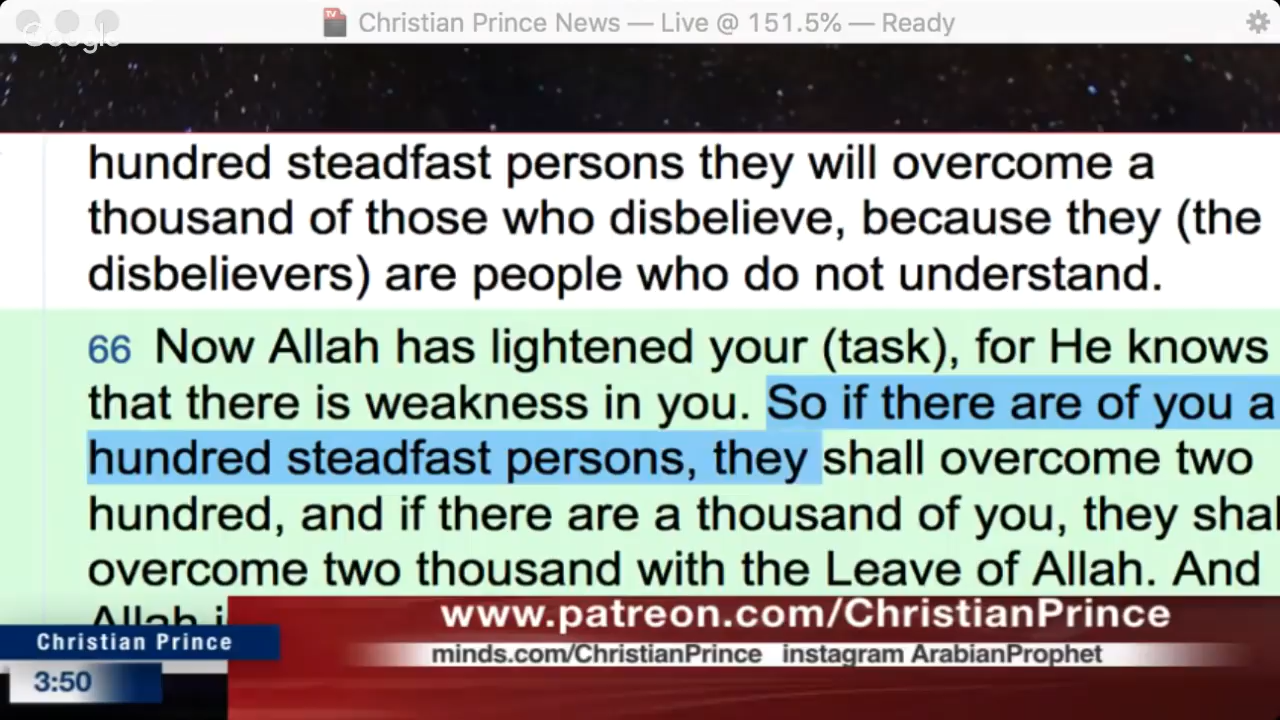 Christian Prince News — Live @ 151.5% — Ready
Google
hundred steadfast persons they will overcome a
thousand of those who disbelieve, because they (the
disbelievers) are people who do not understand.
66 Now Allah has lightened your (task), for He knows
that there is weakness in you. So if there are of you a
hundred steadfast persons, they shall overcome two
hundred, and if there are a thousand of you, they shal
overcome two thousand with the Leave of Allah. And
Allah i
www.patreon.com/ChristianPrince
Christian Prince
minds.com/ChristianPrince instagram ArabianProphet
3:50